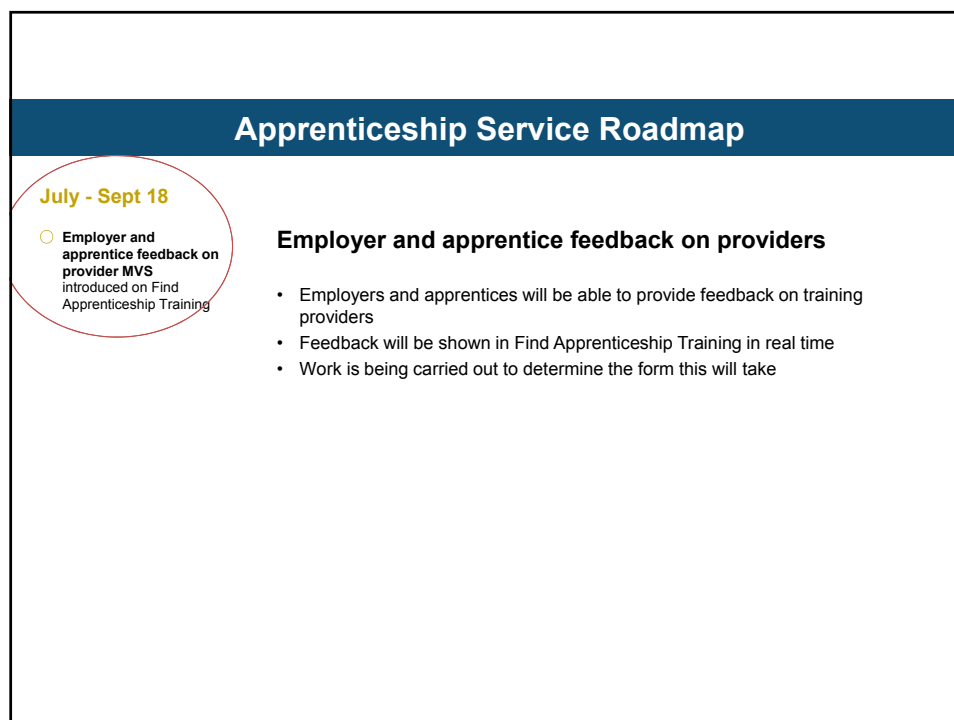 Apprenticeship Service Roadmap
July - Sept 18
Employer and
apprentice feedback on
provider MVS
introduced on Find
Apprenticeship Training
Employer and apprentice feedback on providers
• Employers and apprentices will be able to provide feedback on training
providers
• Feedback will be shown in Find Apprenticeship Training in real time
• Work is being carried out to determine the form this will take